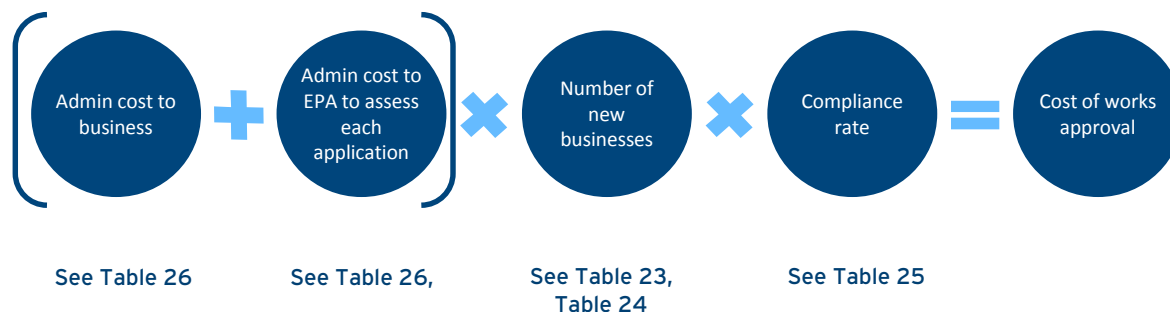 Admin cost to
business
Admin cost to
EPA to assess
each
application
Number of
new
businesses
Compliance
rate
Cost of works
approval
See Table 26
See Table 26,
See Table 23,
Table 24
See Table 25